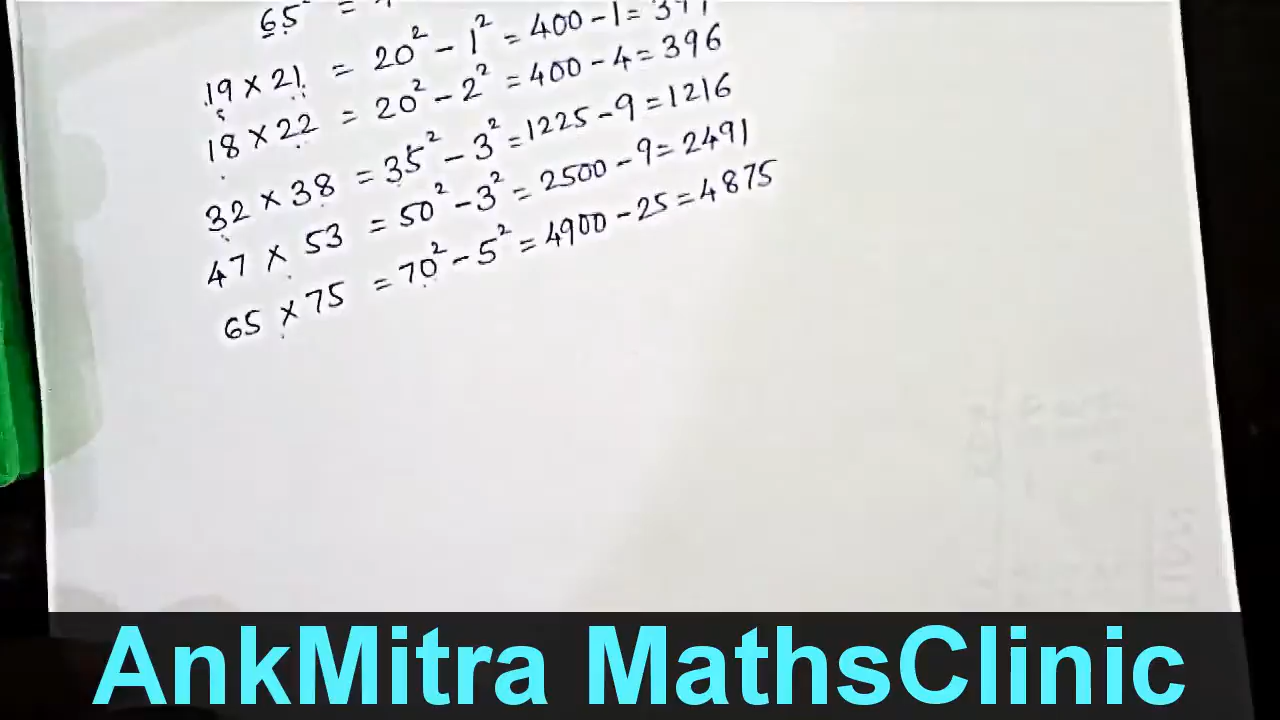 65² =
19 × 21 = 20² - 1² = 400 - 1 =
18 × 22 = 20² - 2² = 400 - 4 = 396
32 × 38 = 35² - 3² = 1225 - 9 = 1216
47 × 53 = 50² - 3² = 2500 - 9 = 2491
65 × 75 = 70² - 5² = 4900 - 25 = 4875
AnkMitra MathsClinic